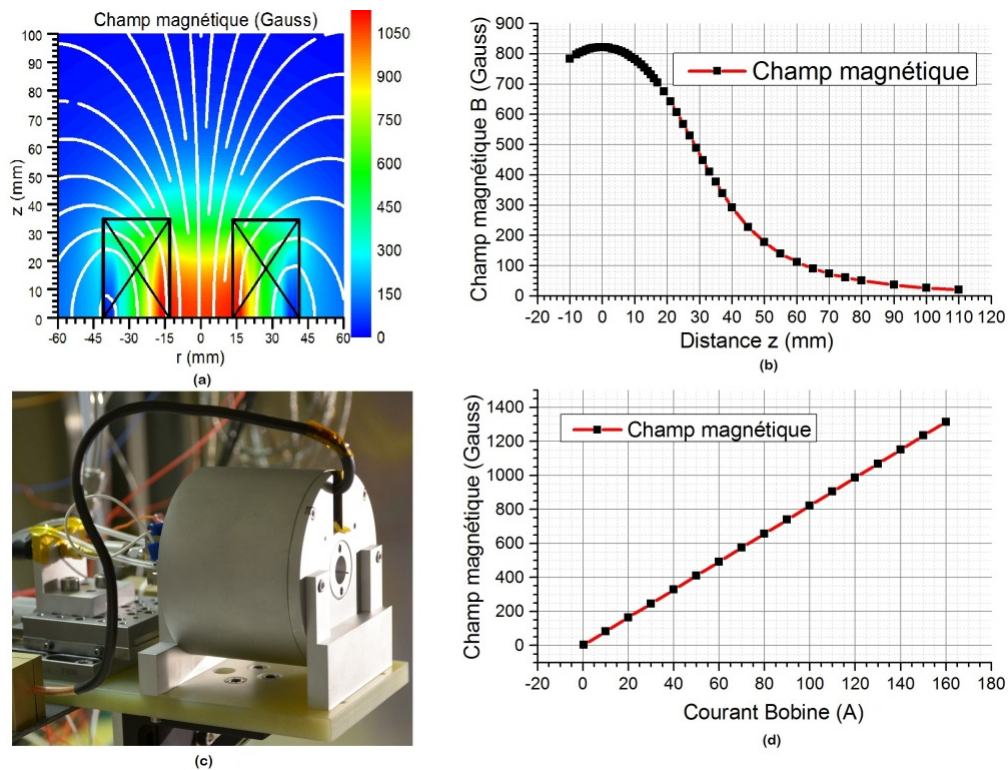 Champ magnétique (Gauss)
100
90
80
70
60
50
40
30
20
10
0
z (mm)
-60 -45 -30 -15 0 15 30 45 60
r (mm)
1050
900
750
600
450
300
150
0
(a)
Champ magnétique B (Gauss)
900
800
700
600
500
400
300
200
100
0
Champ magnétique
-20 -10 0 10 20 30 40 50 60 70 80 90 100 110 120
Distance z (mm)
(b)
(c)
Champ magnétique (Gauss)
1400
1200
1000
800
600
400
200
0
Champ magnétique
-20 0 20 40 60 80 100 120 140 160 180
Courant Bobine (A)
(d)